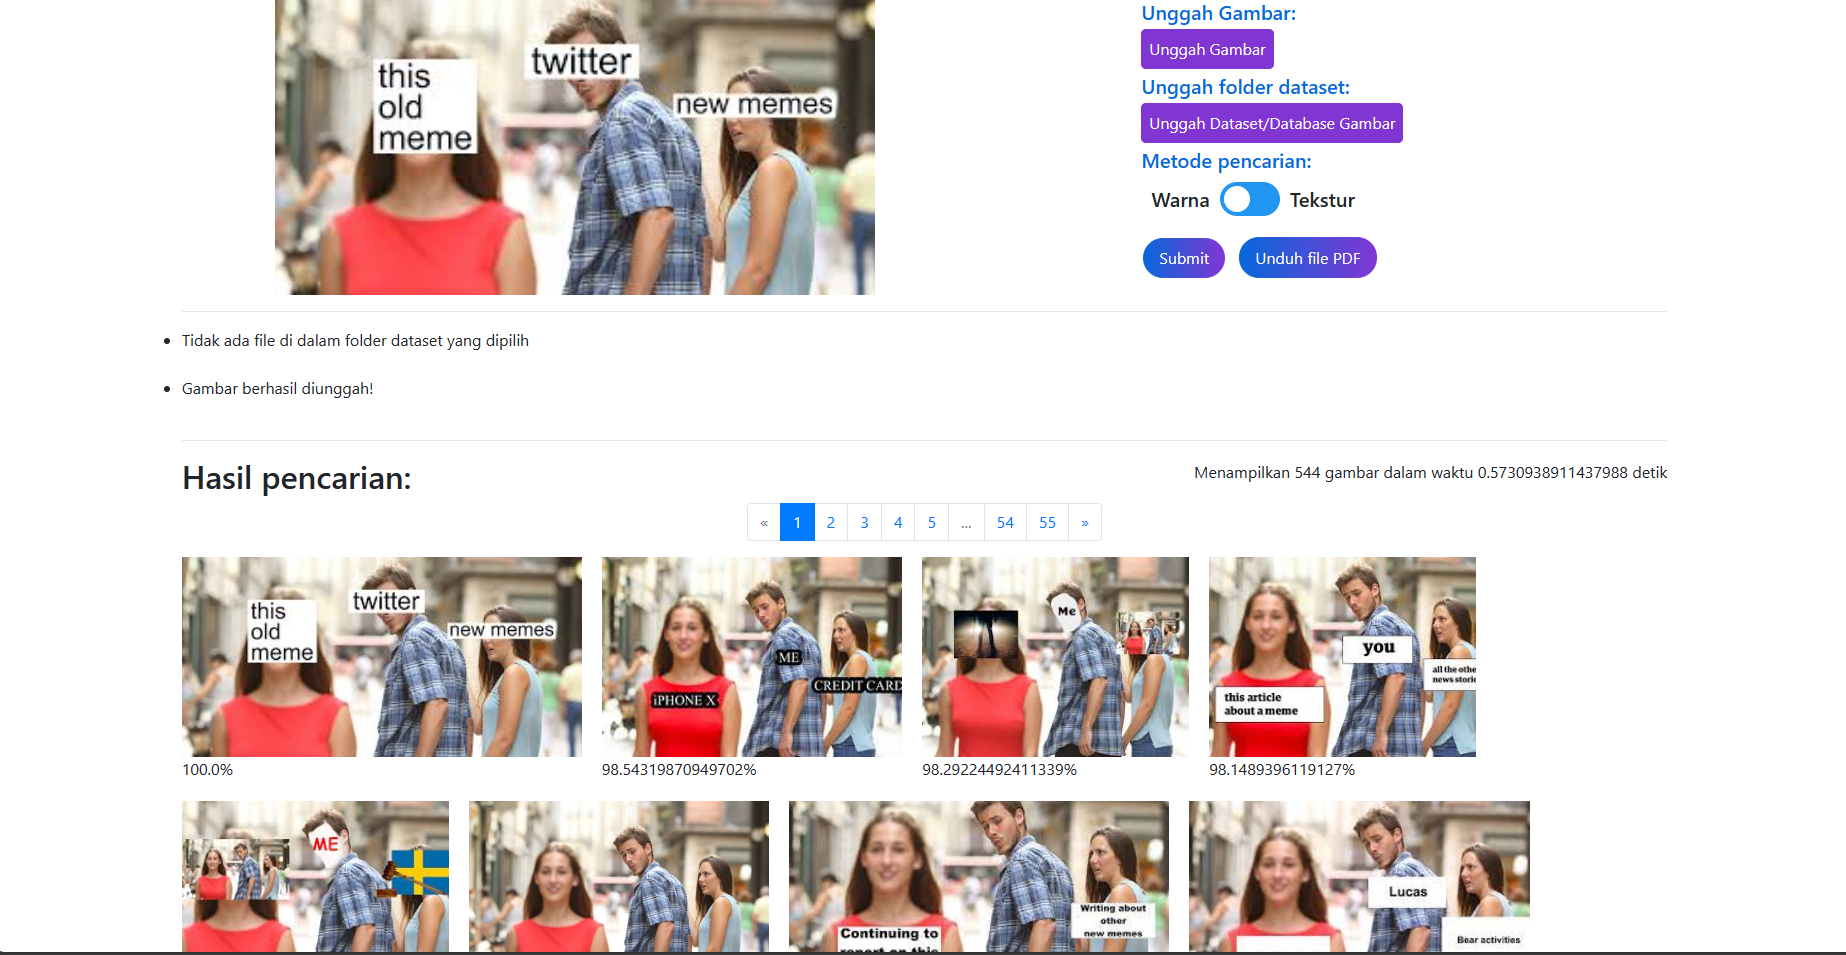 this
old
meme
twitter
new memes
Unggah Gambar:
Unggah Gambar
Unggah folder dataset:
Unggah Dataset/Database Gambar
Metode pencarian:
Warna
Tekstur
Submit
Unduh file PDF
Tidak ada file di dalam folder dataset yang dipilih
Gambar berhasil diunggah!
Hasil pencarian:
Menampilkan 544 gambar dalam waktu 0.5730938911437988 detik
« 1 2 3 4 5 ... 54 55 »
this
old
meme
twitter
new memes
100.0%
ME
iPHONE X
CREDIT CARD
98.54319870949702%
Me
98.29224492411339%
you
all the othe
news storie
this article
about a meme
98.1489396119127%
ME
Continuing to
report on this
Writing about
other
new memes
Lucas
Bear activities